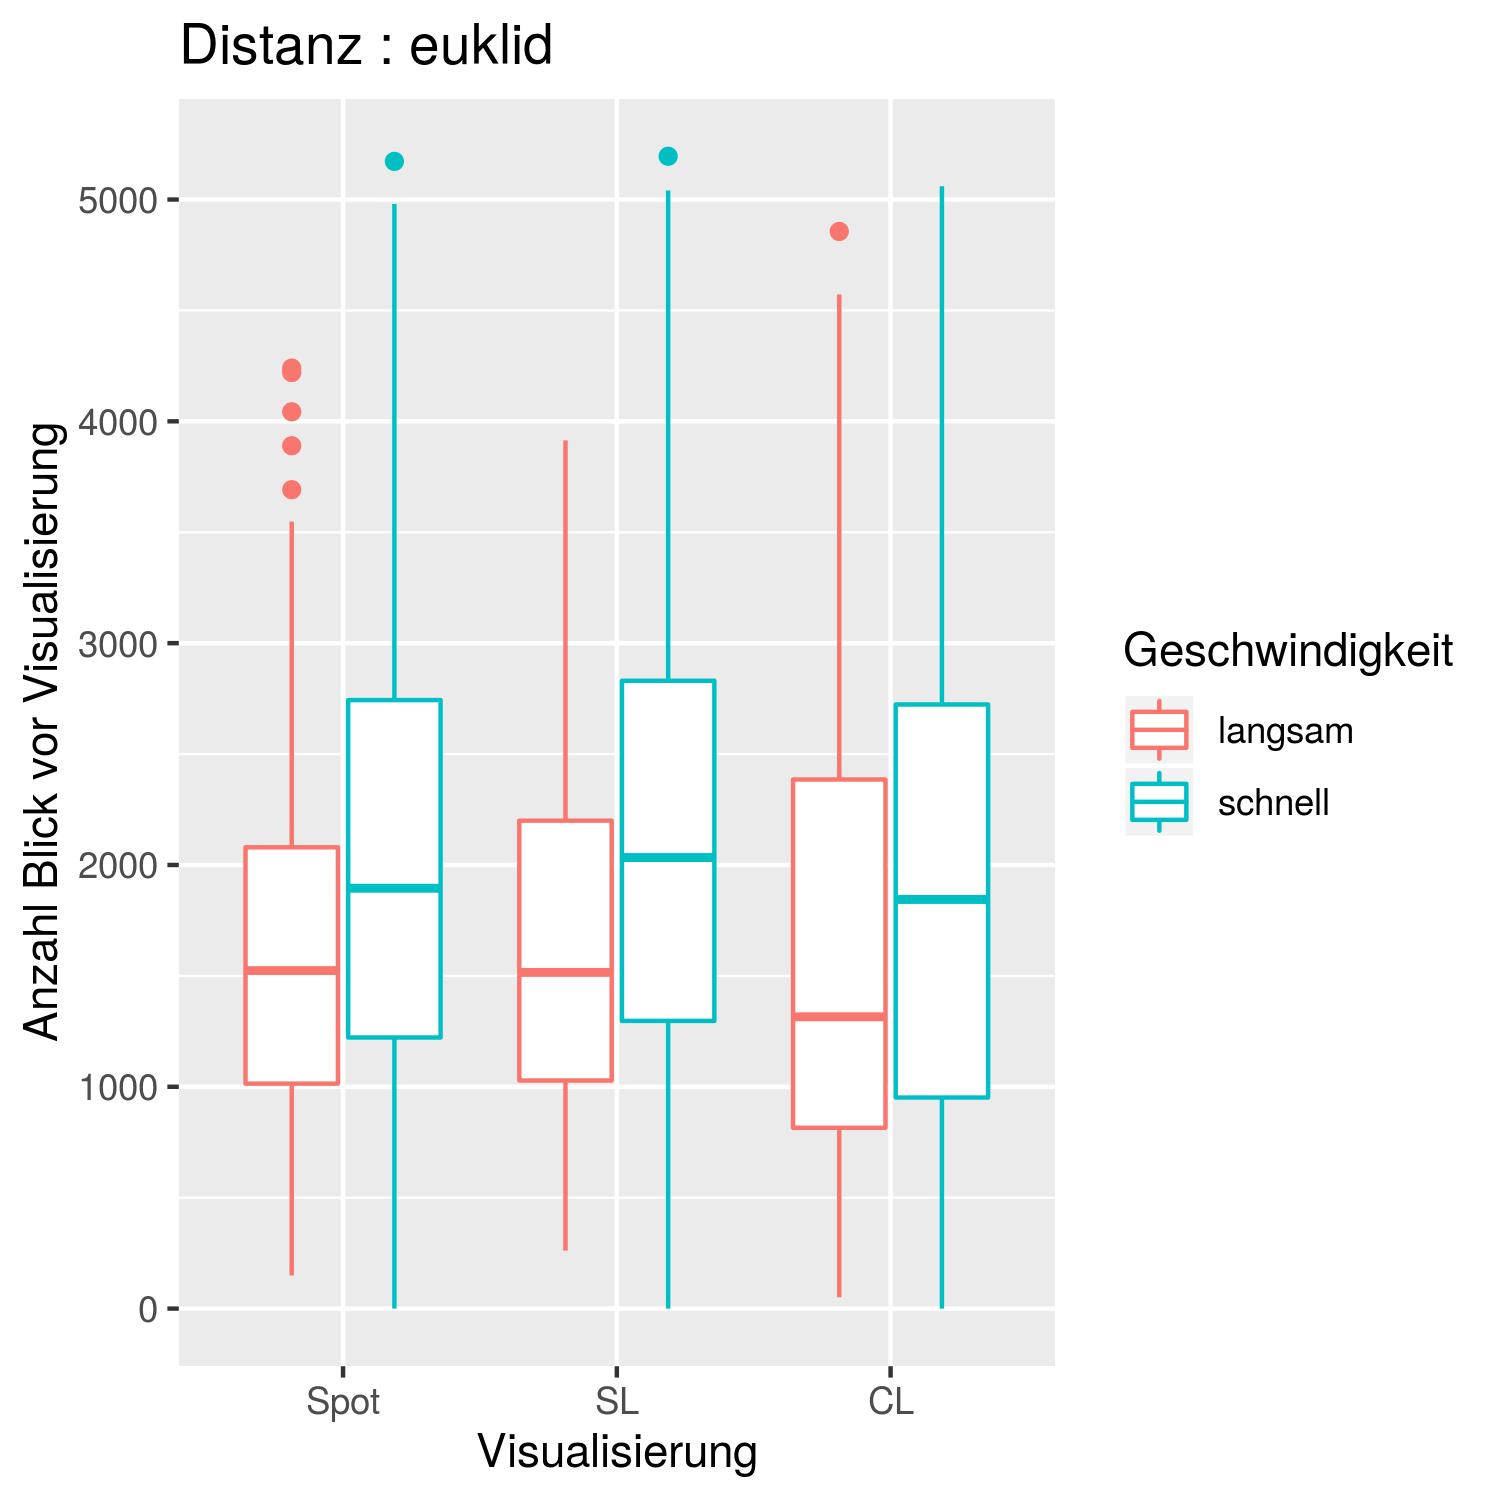 Distanz : euklid
Anzahl Blick vor Visualisierung
5000
4000
3000
2000
1000
0
Spot SL CL
Visualisierung
Geschwindigkeit
langsam
schnell